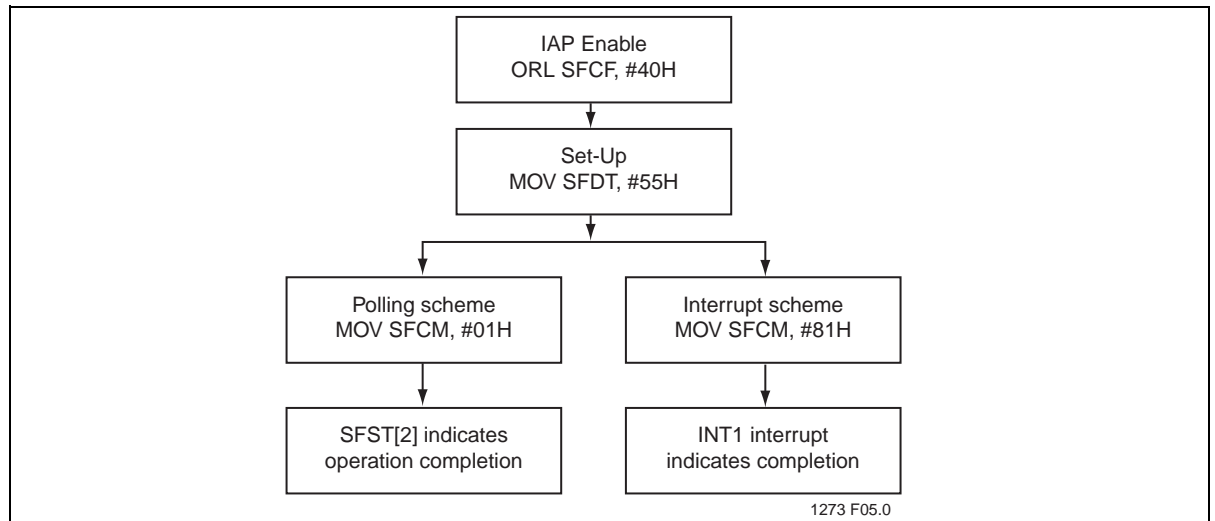 IAP Enable
ORL SFCF, #40H
Set-Up
MOV SFDT, #55H
Polling scheme
MOV SFCM, #01H
Interrupt scheme
MOV SFCM, #81H
SFST[2] indicates
operation completion
INT1 interrupt
indicates completion
1273 F05.0